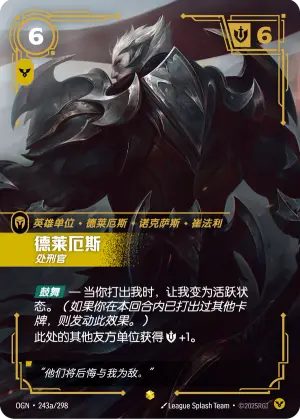 6
6
英雄单位 • 德莱厄斯 • 诺克萨斯 • 崔法利
德莱厄斯
处刑官
鼓舞 — 当你打出我时，让我变为活跃状
态。（如果你在本回合内已打出过其他卡
牌，则发动此效果。）
此处的其他友方单位获得 +1。
"他们将后悔与我为敌。"
OGN • 243a/298 League Splash Team • ©2025RGI